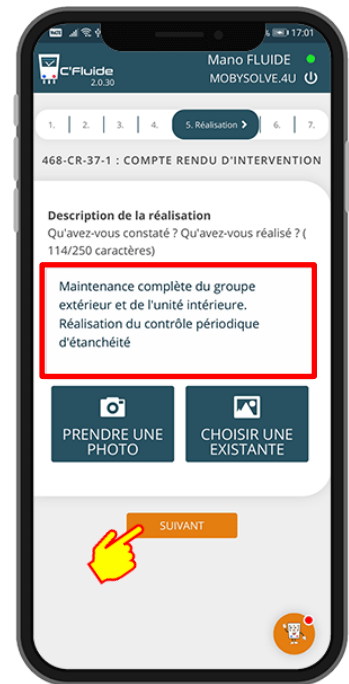 17:01
C'Fluide
2.0.30
Mano FLUIDE
MOBYSOLVE.4U
1. 2. 3. 4. 5. Réalisation 6. 7.
468-CR-37-1 : COMPTE RENDU D'INTERVENTION
Description de la réalisation
Qu'avez-vous constaté ? Qu'avez-vous réalisé ? (
114/250 caractères)
Maintenance complète du groupe
extérieur et de l'unité intérieure.
Réalisation du contrôle périodique
d'étanchéité
PRENDRE UNE
PHOTO
CHOISIR UNE
EXISTANTE
SUIVANT